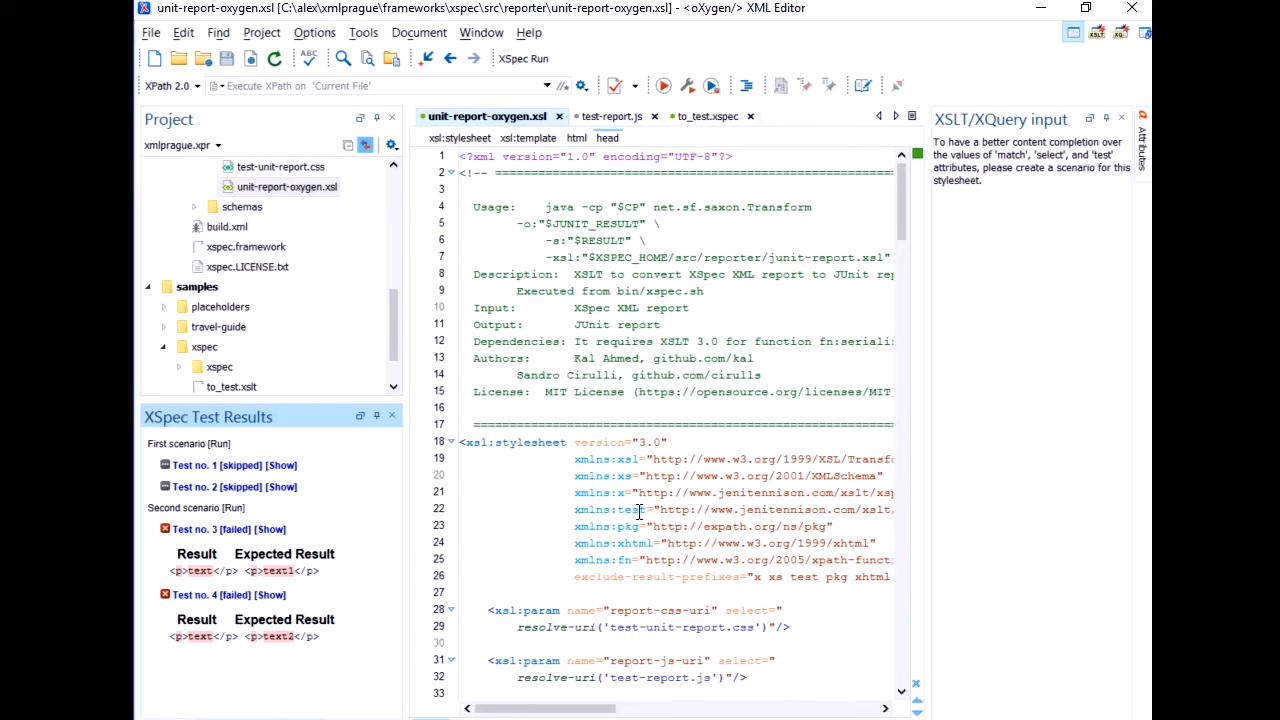 unit-report-oxygen.xsl [C:\alex\xmlprague\frameworks\xspec\src\reporter\unit-report-oxygen.xsl] - <oXygen/> XML Editor
File Edit Find Project Options Tools Document Window Help
XSpec Run
XPath 2.0 Execute XPath on 'Current File'
Project
xmlprague.xpr
test-unit-report.css
unit-report-oxygen.xsl
schemas
build.xml
xspec.framework
xspec.LICENSE.txt
samples
placeholders
travel-guide
xspec
xspec
to_test.xslt
XSpec Test Results
First scenario [Run]
Test no. 1 [skipped) [Show]
Test no. 2 [skipped) [Show]
Second scenario [Run]
Test no. 3 [failed] [Show]
Result Expected Result
<p>text</p> <p>text1</p>
Test no. 4 [failed] [Show]
Result Expected Result
<p>text</p> <p>text2</p>
unit-report-oxygen.xsl test-report.js to_test.xspec
xsl:stylesheet xsl:template html head
1 <?xml version="1.0" encoding="UTF-8"?>
2 <!-- =====================================================
3
4 Usage: java -cp "$CP" net.sf.saxon.Transform
5 -o:"$JUNIT_RESULT" \
6 -s:"$RESULT" \
7 -xsl:"$XSPEC_HOME/src/reporter/junit-report.xsl"
8 Description: XSLT to convert XSpec XML report to JUnit rep
9 Executed from bin/xspec.sh
10 Input: XSpec XML report
11 Output: JUnit report
12 Dependencies: It requires XSLT 3.0 for function fn:seriali
13 Authors: Kal Ahmed, github.com/kal
14 Sandro Cirulli, github.com/cirulls
15 License: MIT License (https://opensource.org/licenses/MIT)
16
17 ========================================================
18 <xsl:stylesheet version="3.0"
19 xmlns:xsl="http://www.w3.org/1999/XSL/Transfo
20 xmlns:xs="http://www.w3.org/2001/XMLSchema"
21 xmlns:x="http://www.jenitennison.com/xslt/xsp
22 xmlns:test="http://www.jenitennison.com/xslt/
23 xmlns:pkg="http://expath.org/ns/pkg"
24 xmlns:xhtml="http://www.w3.org/1999/xhtml"
25 xmlns:fn="http://www.w3.org/2005/xpath-functi
26 exclude-result-prefixes="x xs test pkg xhtml
27
28 <xsl:param name="report-css-uri" select="
29 resolve-uri('test-unit-report.css')"/>
30
31 <xsl:param name="report-js-uri" select="
32 resolve-uri('test-report.js')"/>
33
XSLT/XQuery input
To have a better content completion over
the values of 'match', 'select', and 'test'
attributes, please create a scenario for this
stylesheet.
Attributes